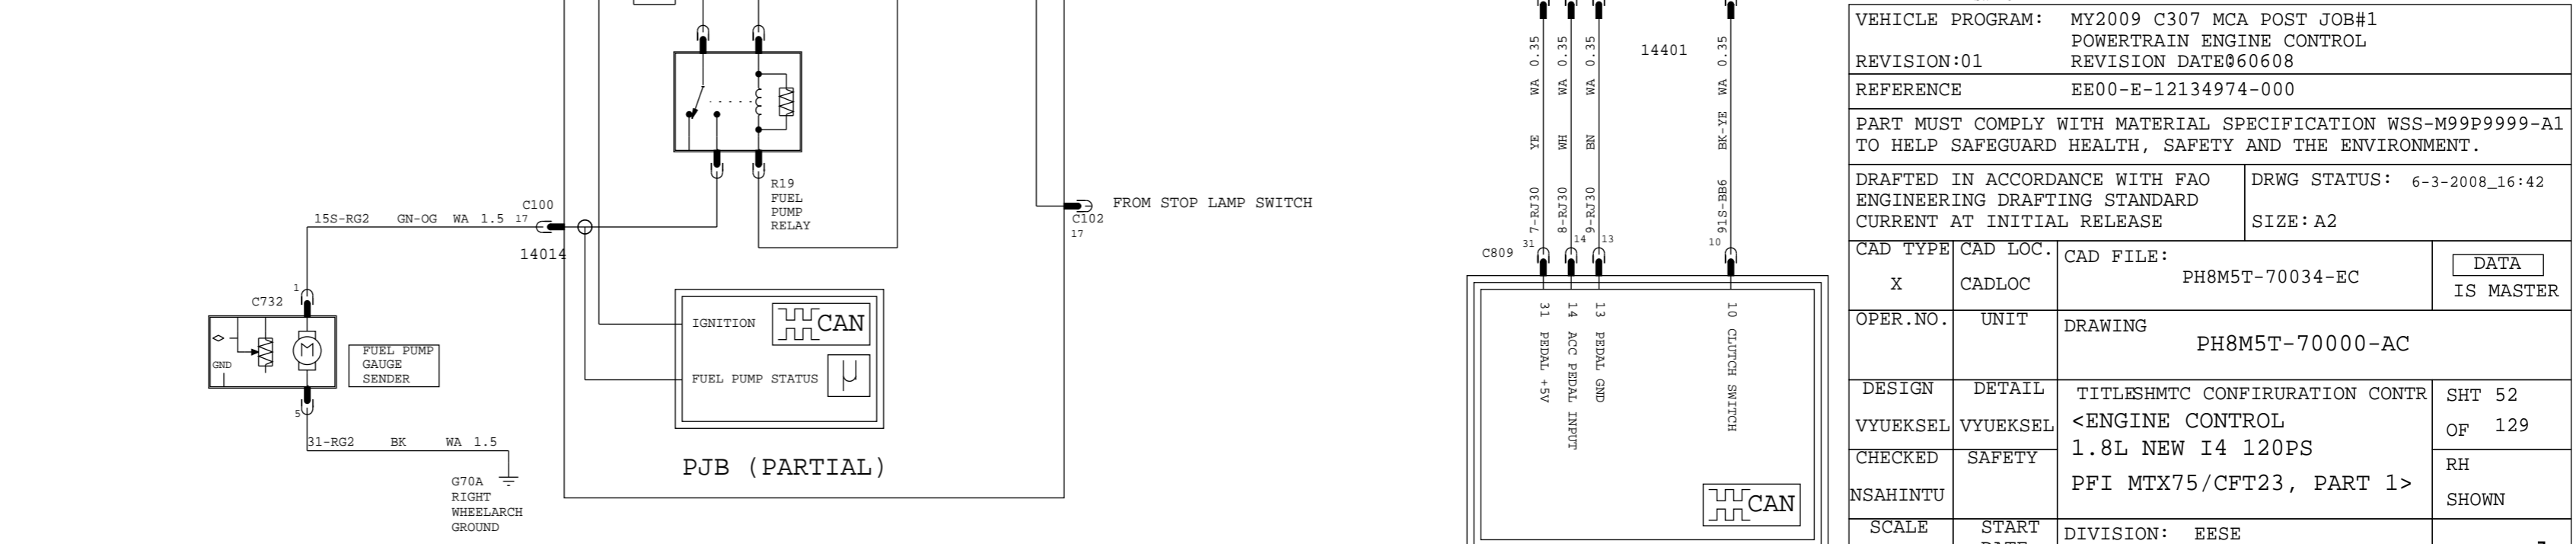 R19
FUEL
PUMP
RELAY
C100
15S-RG2 GN-OG WA 1.5 17
14014
C102
17
FROM STOP LAMP SWITCH
1
C732
GND
M
FUEL PUMP
GAUGE
SENDER
5
31-RG2 BK WA 1.5
G70A
RIGHT
WHEELARCH
GROUND
IGNITION
CAN
FUEL PUMP STATUS
µ
PJB (PARTIAL)
14401
7-RJ30 YE WA 0.35
8-RJ30 WH WA 0.35
9-RJ30 BN WA 0.35
91S-BB6 BK-YE WA 0.35
C809
31
14
13
10
31 PEDAL +5V
14 ACC PEDAL INPUT
13 PEDAL GND
10 CLUTCH SWITCH
CAN
VEHICLE PROGRAM: MY2009 C307 MCA POST JOB#1
POWERTRAIN ENGINE CONTROL
REVISION:01 REVISION DATE:060608
REFERENCE EE00-E-12134974-000
PART MUST COMPLY WITH MATERIAL SPECIFICATION WSS-M99P9999-A1
TO HELP SAFEGUARD HEALTH, SAFETY AND THE ENVIRONMENT.
DRAFTED IN ACCORDANCE WITH FAO
ENGINEERING DRAFTING STANDARD
CURRENT AT INITIAL RELEASE
DRWG STATUS: 6-3-2008_16:42
SIZE: A2
CAD TYPE
X
CAD LOC.
CADLOC
CAD FILE:
PH8M5T-70034-EC
DATA
IS MASTER
OPER.NO.
UNIT
DRAWING
PH8M5T-70000-AC
DESIGN
VYUEKSEL
DETAIL
VYUEKSEL
TITLESHMTC CONFIRURATION CONTR
<ENGINE CONTROL
1.8L NEW I4 120PS
PFI MTX75/CFT23, PART 1>
SHT 52
OF 129
CHECKED
NSAHINTU
SAFETY
RH
SHOWN
SCALE
START
DATE
DIVISION: EESE